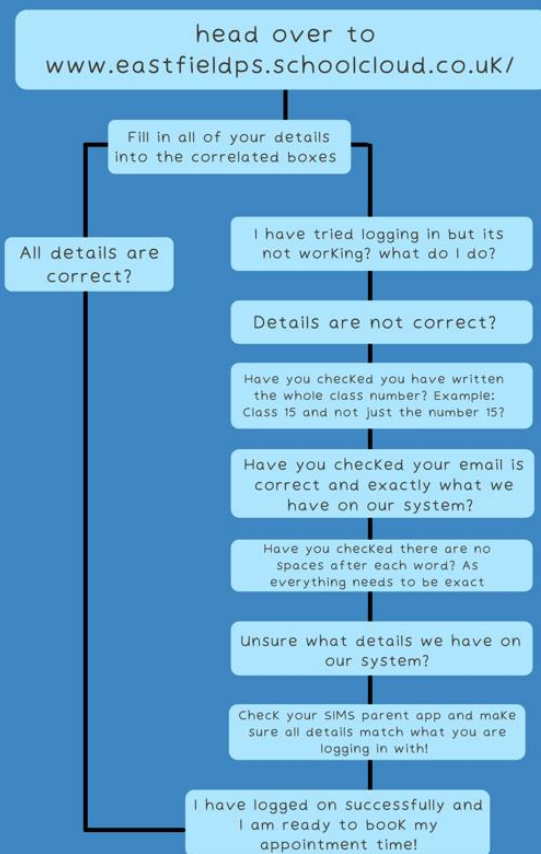 head over to
www.eastfieldps.schoolcloud.co.uk/
Fill in all of your details
into the correlated boxes
All details are
correct?
I have tried logging in but its
not working? what do I do?
Details are not correct?
Have you checked you have written
the whole class number? Example:
Class 15 and not just the number 15?
Have you checked your email is
correct and exactly what we
have on our system?
Have you checked there are no
spaces after each word? As
everything needs to be exact
Unsure what details we have on
our system?
Check your SIMS parent app and make
sure all details match what you are
logging in with!
I have logged on successfully and
I am ready to book my
appointment time!